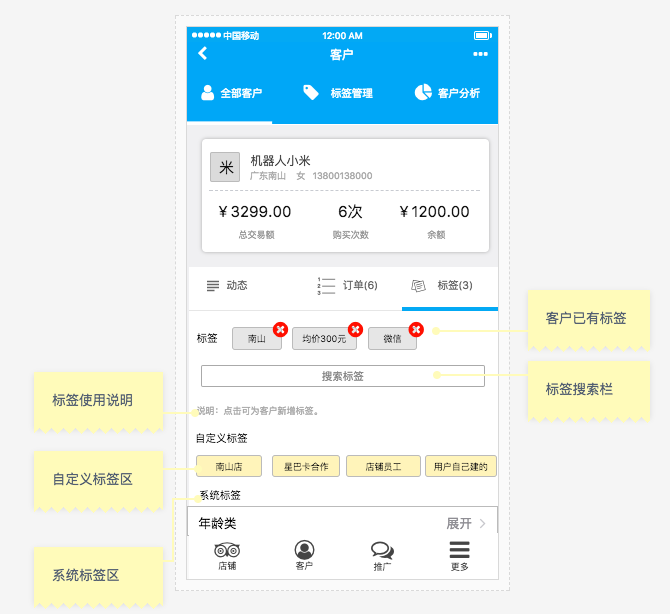 中国移动 12:00 AM
客户
全部客户 标签管理 客户分析
米 机器人小米
广东南山 女 13800138000
￥3299.00 6次 ￥1200.00
总交易额 购买次数 余额
动态 订单(6) 标签(3)
客户已有标签
标签 南山 均价300元 微信
标签搜索栏
搜索标签
标签使用说明
说明：点击可为客户新增标签。
自定义标签
自定义标签区
南山店 星巴卡合作 店铺员工 用户自己建的
系统标签
年龄类 展开
系统标签区
店铺 客户 推广 更多